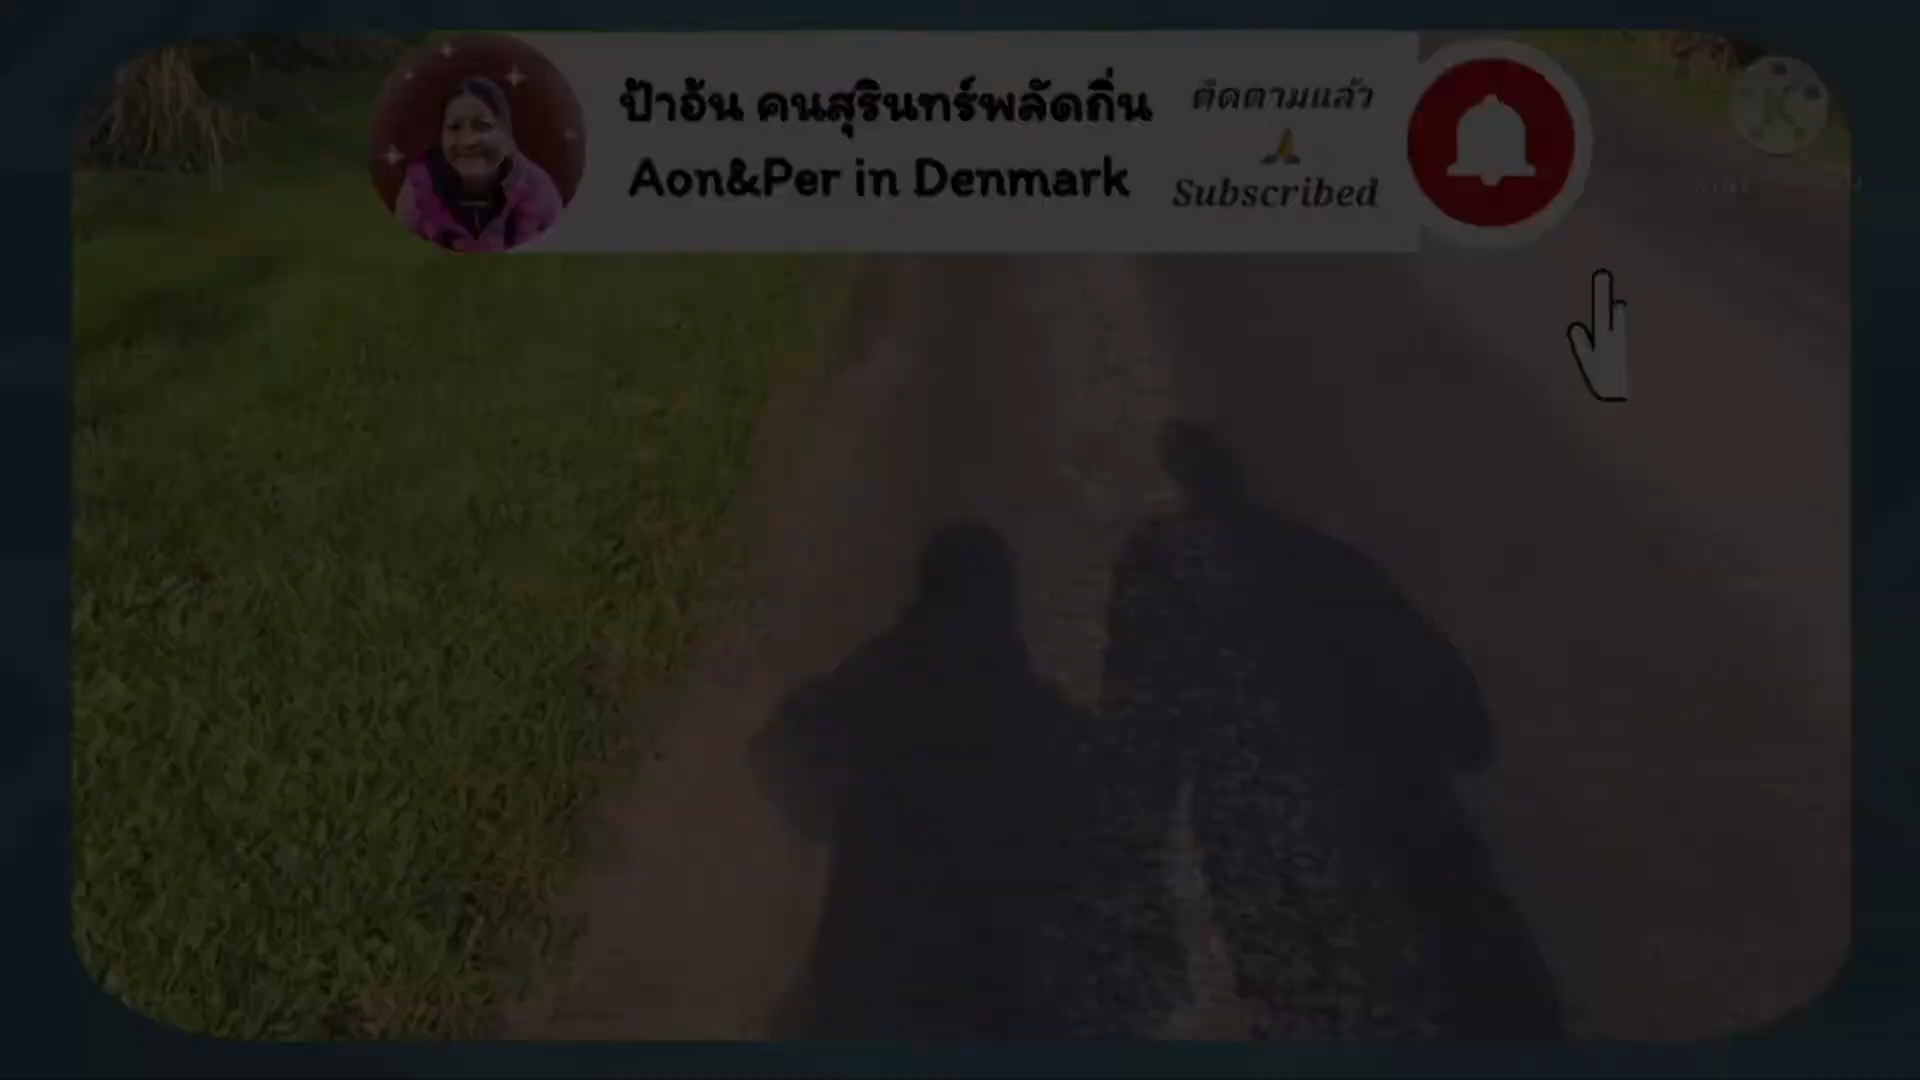 ป้าอ้น คนสุรินทร์พลัดถิ่น
Aon&Per in Denmark
ติดตามแล้ว
Subscribed